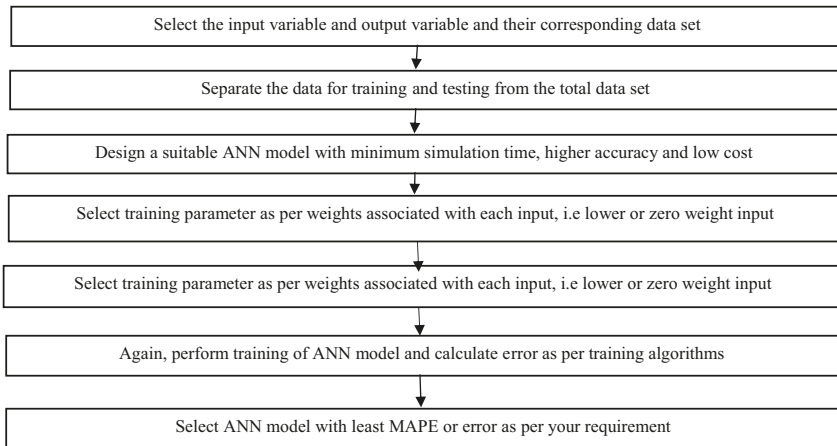 Select the input variable and output variable and their corresponding data set
Separate the data for training and testing from the total data set
Design a suitable ANN model with minimum simulation time, higher accuracy and low cost
Select training parameter as per weights associated with each input, i.e lower or zero weight input
Select training parameter as per weights associated with each input, i.e lower or zero weight input
Again, perform training of ANN model and calculate error as per training algorithms
Select ANN model with least MAPE or error as per your requirement